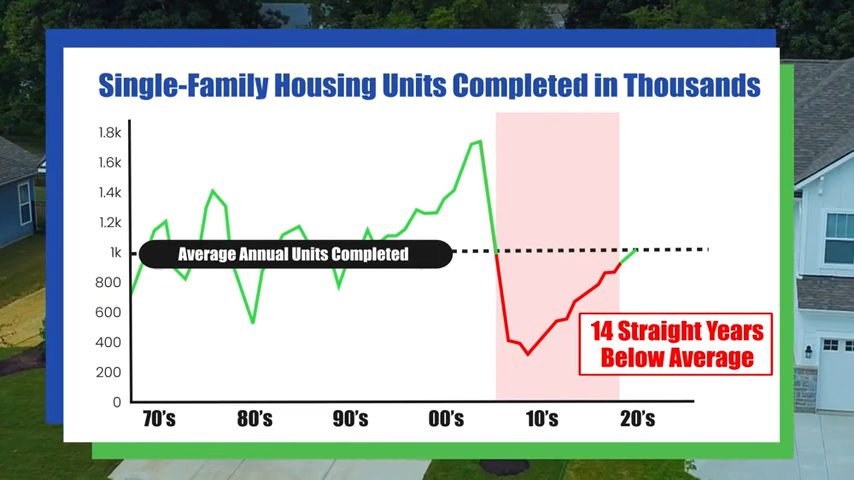 Single-Family Housing Units Completed in Thousands
1.8k
1.6k
1.4k
1.2k
1k
Average Annual Units Completed
800
600
400
200
0
14 Straight Years
Below Average
70's 80's 90's 00's 10's 20's